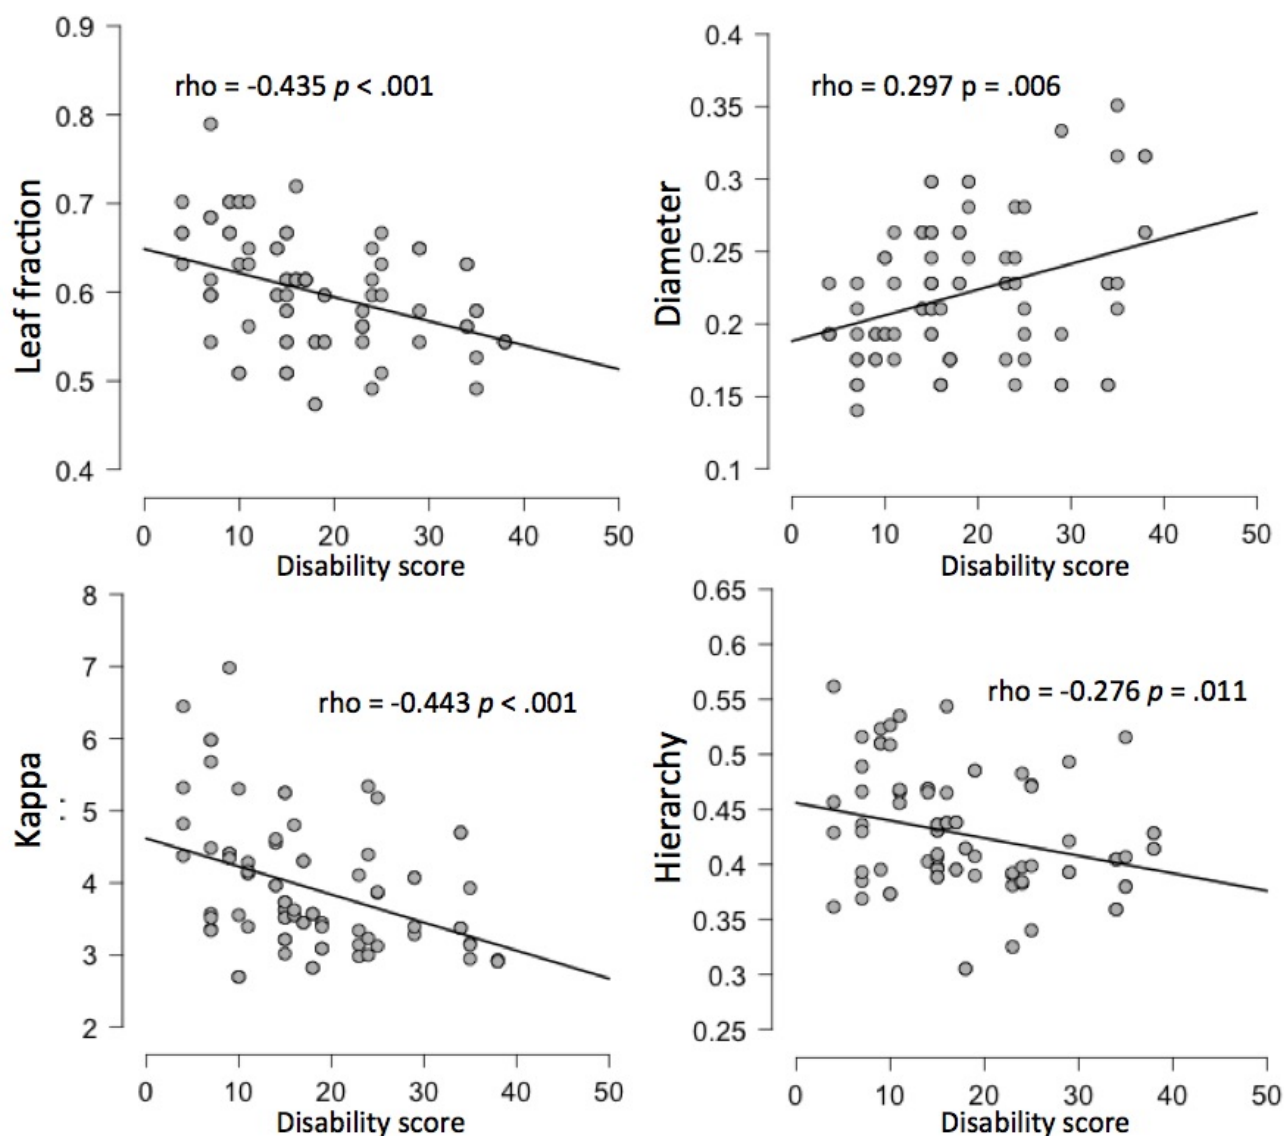 0.9
0.8
0.7
0.6
0.5
0.4
Leaf fraction
rho = -0.435 p < .001
0 10 20 30 40 50
Disability score
0.4
0.35
0.3
0.25
0.2
0.15
0.1
Diameter
rho = 0.297 p = .006
0 10 20 30 40 50
Disability score
8
7
6
5
4
3
2
Kappa
rho = -0.443 p < .001
0 10 20 30 40 50
Disability score
0.65
0.6
0.55
0.5
0.45
0.4
0.35
0.3
0.25
Hierarchy
rho = -0.276 p = .011
0 10 20 30 40 50
Disability score